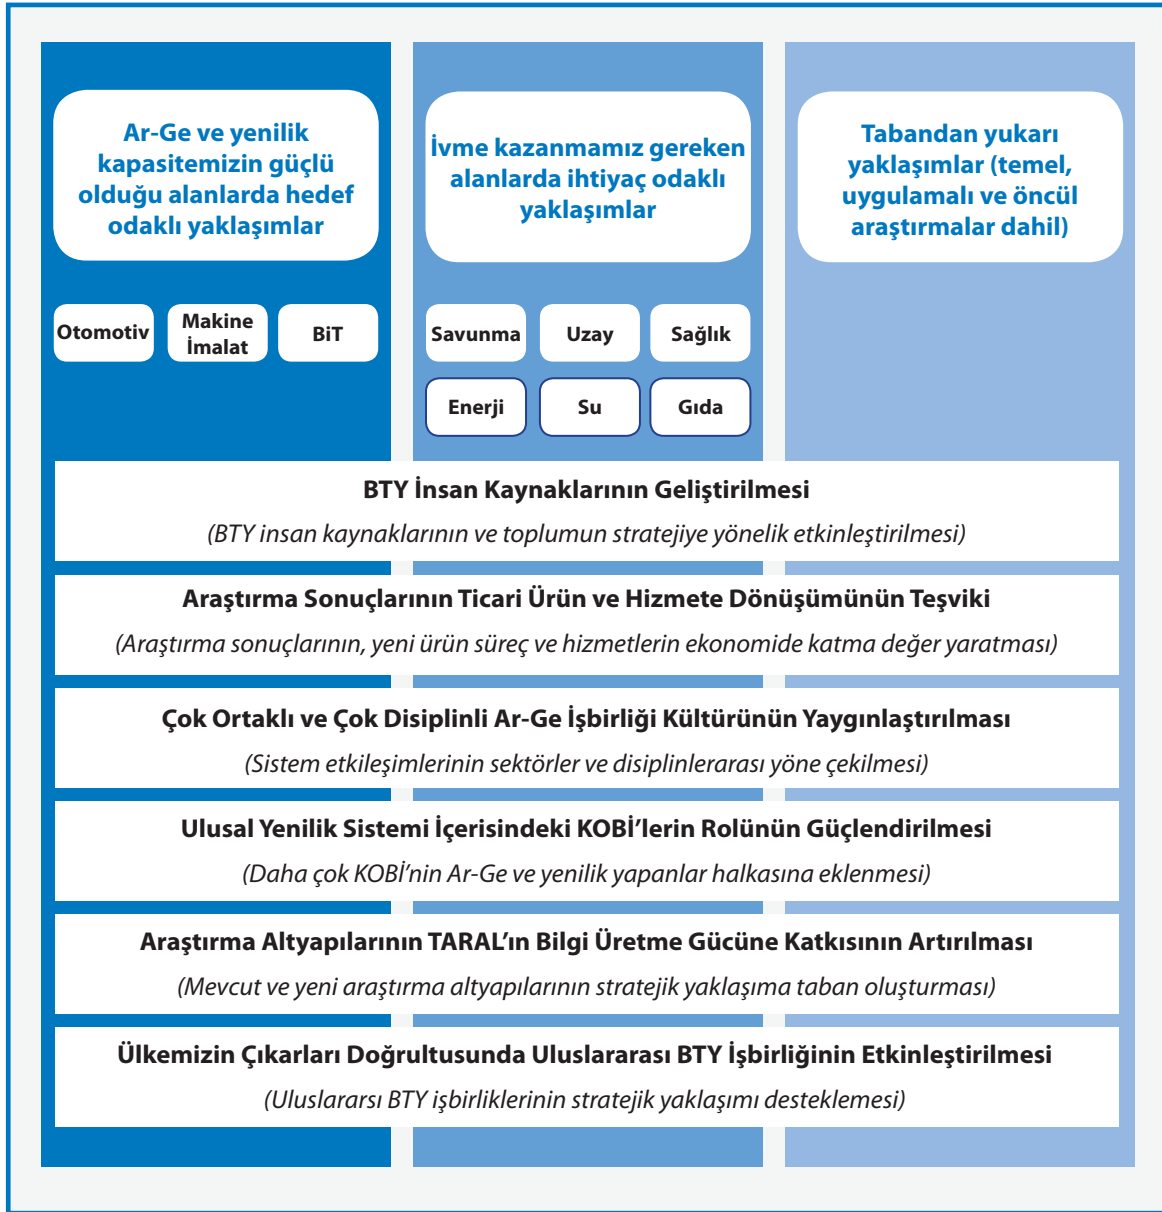 Ar-Ge ve yenilik
kapasitemizin güçlü
olduğu alanlarda hedef
odaklı yaklaşımlar
İvme kazanmamız gereken
alanlarda ihtiyaç odaklı
yaklaşımlar
Tabandan yukarı
yaklaşımlar (temel,
uygulamalı ve öncül
araştırmalar dahil)
Otomotiv
Makine
İmalat
BiT
Savunma
Uzay
Sağlık
Enerji
Su
Gıda
BTY İnsan Kaynaklarının Geliştirilmesi
(BTY insan kaynaklarının ve toplumun stratejiye yönelik etkinleştirilmesi)
Araştırma Sonuçlarının Ticari Ürün ve Hizmete Dönüşümünün Teşviki
(Araştırma sonuçlarının, yeni ürün süreç ve hizmetlerin ekonomide katma değer yaratması)
Çok Ortaklı ve Çok Disiplinli Ar-Ge İşbirliği Kültürünün Yaygınlaştırılması
(Sistem etkileşimlerinin sektörler ve disiplinlerarası yöne çekilmesi)
Ulusal Yenilik Sistemi İçerisindeki KOBİ’lerin Rolünün Güçlendirilmesi
(Daha çok KOBİ’nin Ar-Ge ve yenilik yapanlar halkasına eklenmesi)
Araştırma Altyapılarının TARAL’ın Bilgi Üretme Gücüne Katkısının Artırılması
(Mevcut ve yeni araştırma altyapılarının stratejik yaklaşıma taban oluşturması)
Ülkemizin Çıkarları Doğrultusunda Uluslararası BTY İşbirliğinin Etkinleştirilmesi
(Uluslararsı BTY işbirliklerinin stratejik yaklaşımı desteklemesi)